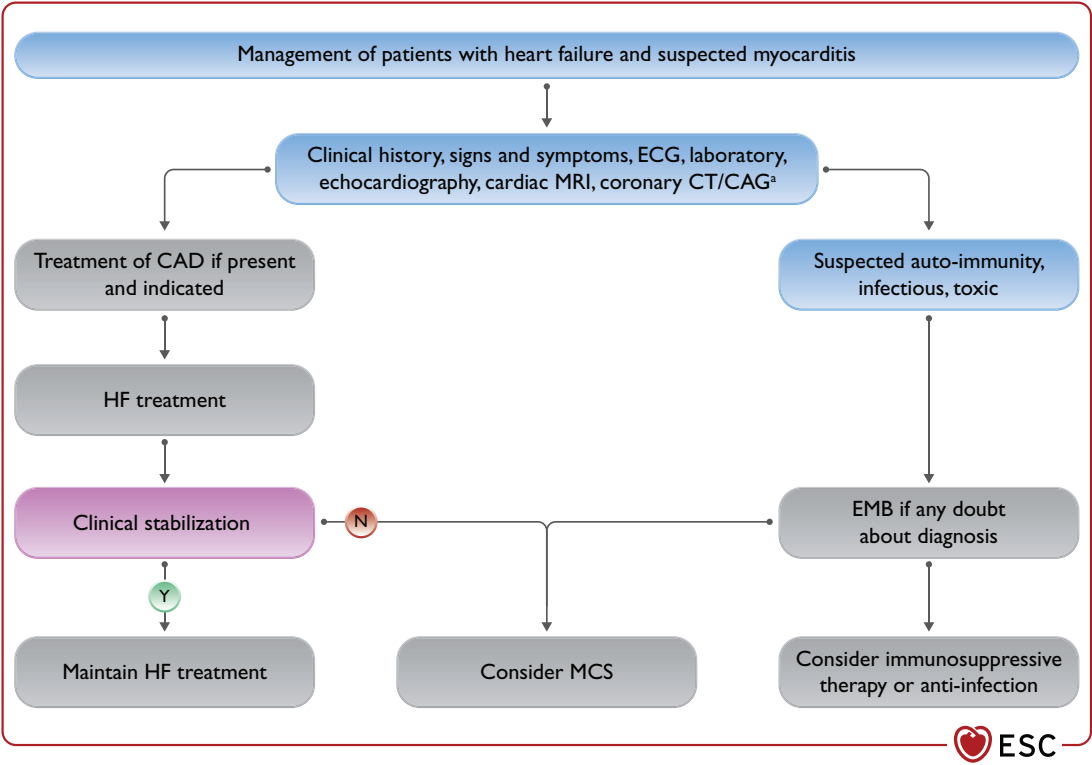 Management of patients with heart failure and suspected myocarditis
Clinical history, signs and symptoms, ECG, laboratory,
echocardiography, cardiac MRI, coronary CT/CAGᵃ
Treatment of CAD if present
and indicated
Suspected auto-immunity,
infectious, toxic
HF treatment
Clinical stabilization
N
EMB if any doubt
about diagnosis
Y
Maintain HF treatment
Consider MCS
Consider immunosuppressive
therapy or anti-infection
ESC